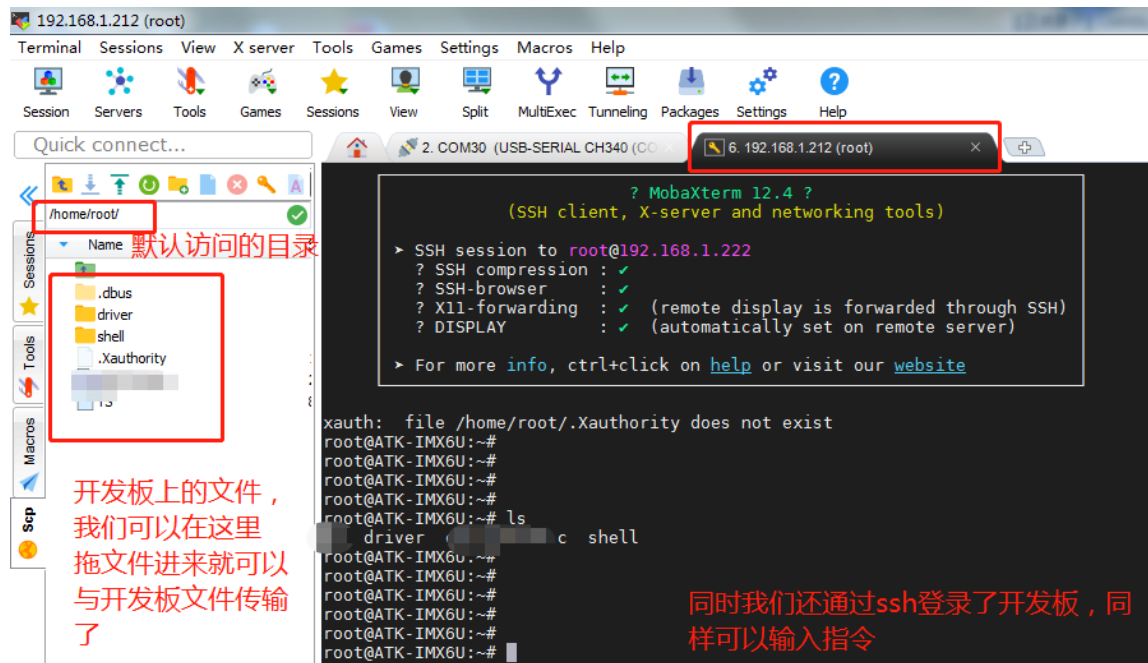 192.168.1.212 (root)
Terminal Sessions View X server Tools Games Settings Macros Help
Session Servers Tools Games Sessions View Split MultiExec Tunneling Packages Settings Help
Quick connect...
2. COM30 (USB-SERIAL CH340 (CO
6. 192.168.1.212 (root)
/home/root/
Name
默认访问的目录
.dbus
driver
shell
.Xauthority
Sessions
Tools
Macros
Scp
开发板上的文件，
我们可以在这里
拖文件进来就可以
与开发板文件传输
了
? MobaXterm 12.4 ?
(SSH client, X-server and networking tools)
➤ SSH session to root@192.168.1.222
? SSH compression : ✔
? SSH-browser : ✔
? X11-forwarding : ✔ (remote display is forwarded through SSH)
? DISPLAY : ✔ (automatically set on remote server)
➤ For more info, ctrl+click on help or visit our website
xauth: file /home/root/.Xauthority does not exist
root@ATK-IMX6U:~#
root@ATK-IMX6U:~#
root@ATK-IMX6U:~#
root@ATK-IMX6U:~#
root@ATK-IMX6U:~# ls
driver c shell
root@ATK-IMX6U:~#
root@ATK-IMX6U:~#
root@ATK-IMX6U:~#
root@ATK-IMX6U:~#
root@ATK-IMX6U:~#
root@ATK-IMX6U:~#
同时我们还通过ssh登录了开发板，同
样可以输入指令